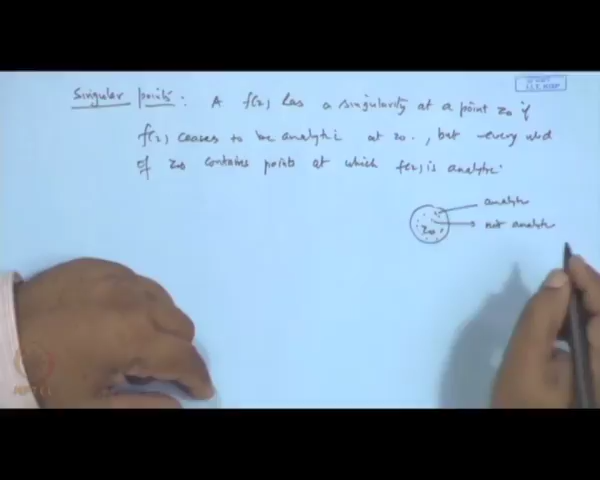 Singular points: A f(z) has a singularity at a point z0 if
f(z) ceases to be analytic at z0., but every nbd
of z0 contains points at which f(z) is analytic.
analytic
z0
not analytic
I.I.T. KGP